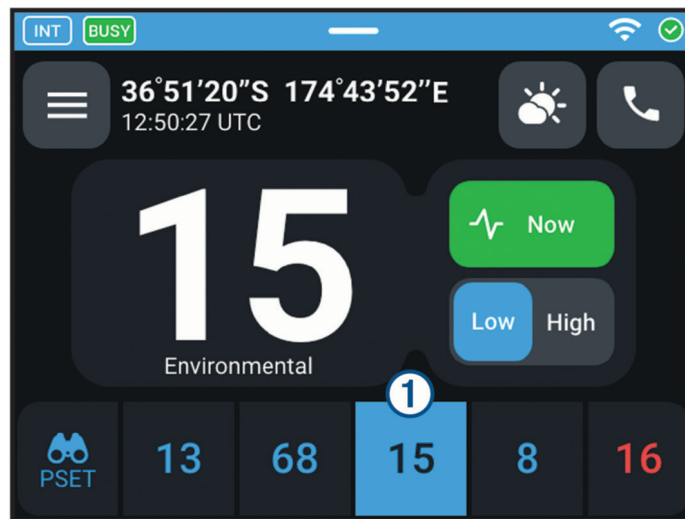 INT BUSY
36°51’20”S 174°43’52’’E
12:50:27 UTC
15
Environmental
Now
Low High
1
PSET 13 68 15 8 16